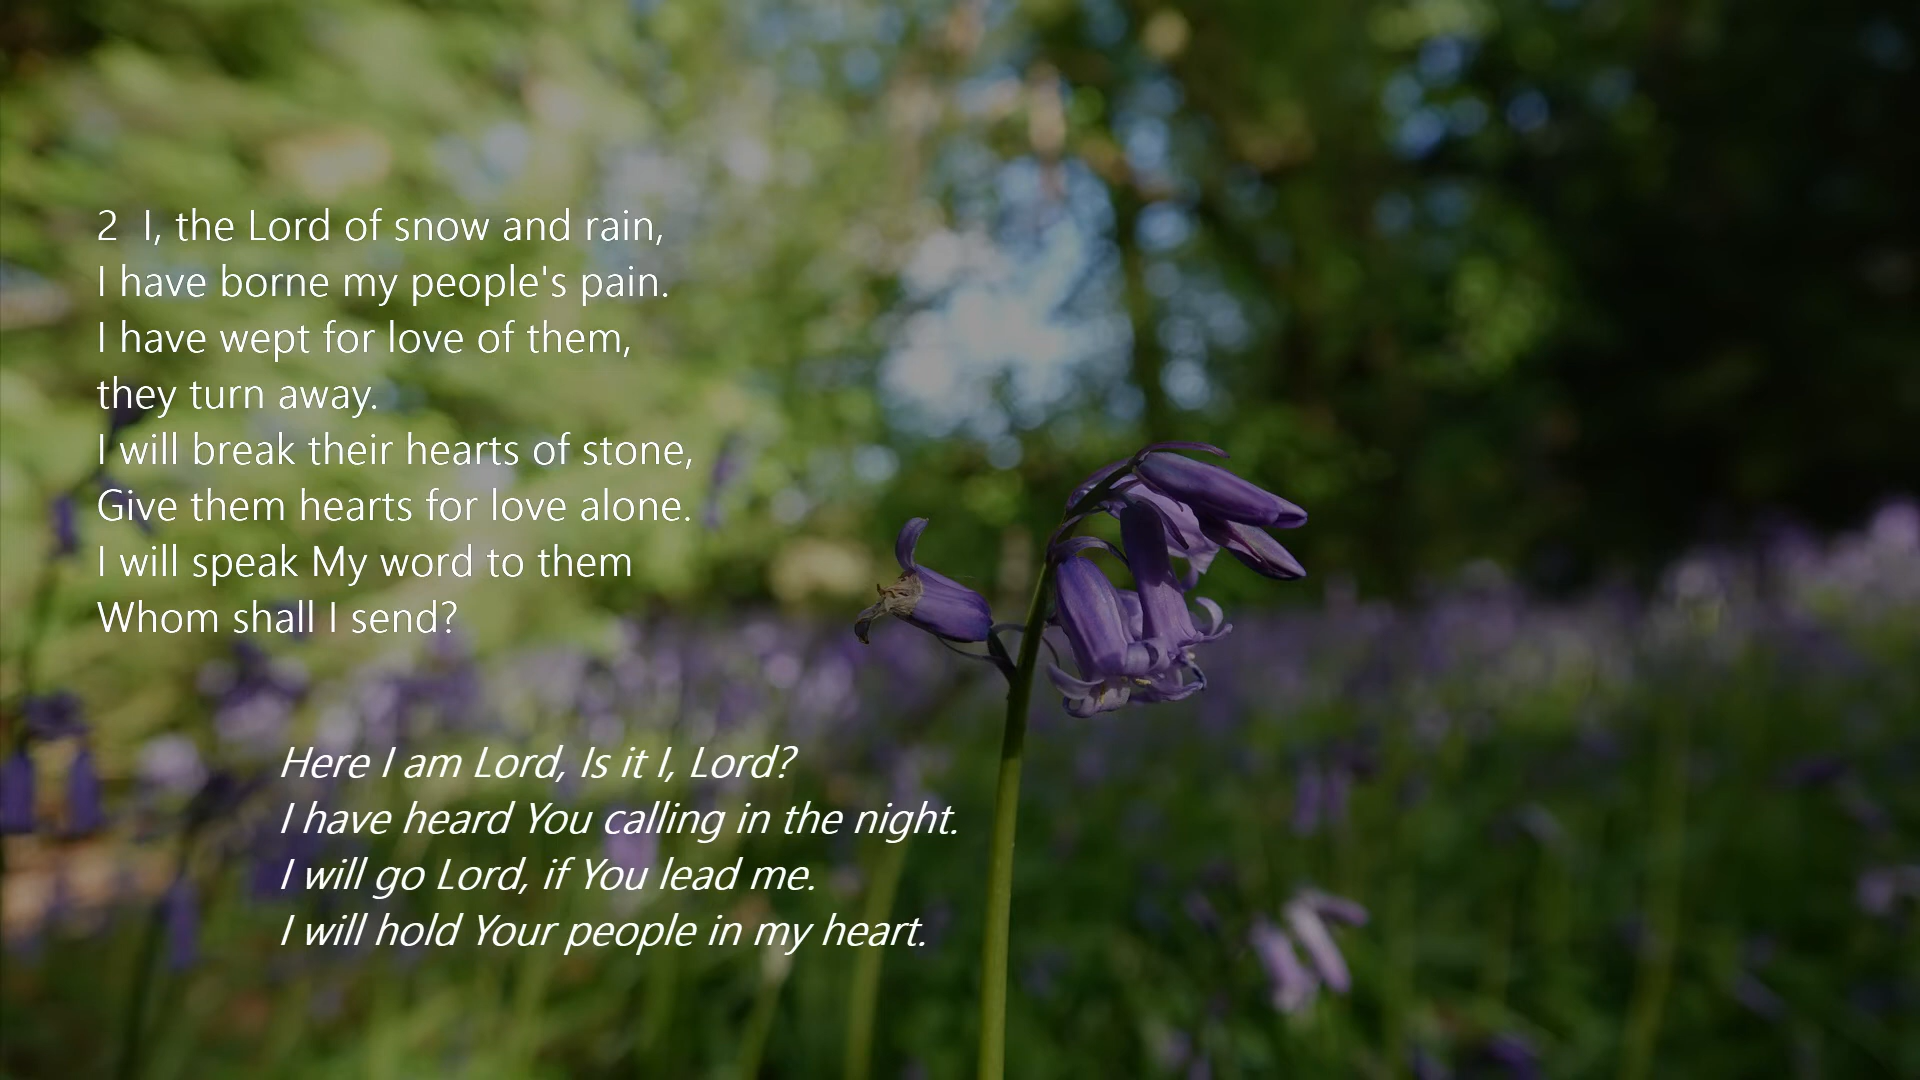 2  I, the Lord of snow and rain,
I have borne my people's pain.
I have wept for love of them,
they turn away.
I will break their hearts of stone,
Give them hearts for love alone.
I will speak My word to them
Whom shall I send?
Here I am Lord, Is it I, Lord?
I have heard You calling in the night.
I will go Lord, if You lead me.
I will hold Your people in my heart.